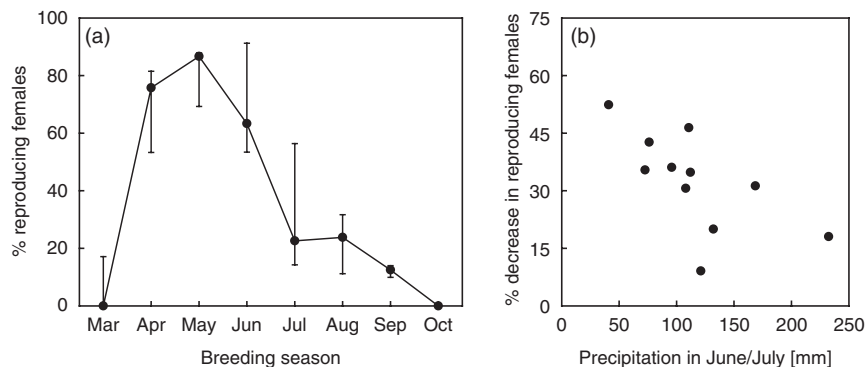 (a)
% reproducing females
100
80
60
40
20
0
Mar Apr May Jun Jul Aug Sep Oct
Breeding season
(b)
% decrease in reproducing females
75
60
45
30
15
0
0 50 100 150 200 250
Precipitation in June/July [mm]